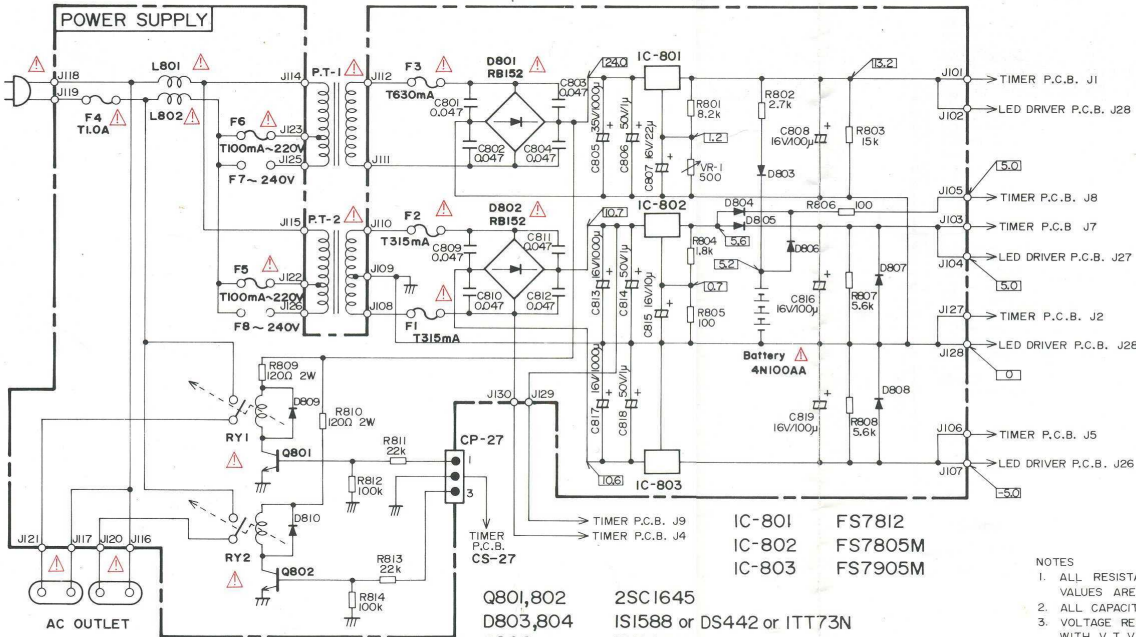 POWER SUPPLY
J118
J119
F4
T1.0A
L801
L802
J114
F6
T100mA~220V
J123
J125
F7~240V
J115
F5
T100mA~220V
J122
J126
F8~240V
P.T-1
P.T-2
J112
J111
J110
J109
J108
F3
T630mA
F2
T315mA
F1
T315mA
D801
RB152
C801
0.047
C802
0.047
C803
0.047
C804
0.047
D802
RB152
C809
0.047
C810
0.047
C811
0.047
C812
0.047
24.0
IC-801
C805 35V/1000μ
C806 50V/1μ
C807 16V/22μ
R801
8.2k
1.2
VR-1
500
R802
2.7k
D803
C808
16V/100μ
13.2
R803
15k
J101
TIMER P.C.B. J1
J102
LED DRIVER P.C.B. J28
5.0
J105
TIMER P.C.B. J8
J103
TIMER P.C.B J7
J104
LED DRIVER P.C.B. J27
5.0
J127
TIMER P.C.B. J2
J128
LED DRIVER P.C.B. J28
0
J106
TIMER P.C.B. J5
J107
LED DRIVER P.C.B. J26
-5.0
10.7
IC-802
D804
D805
R806
100
5.6
5.2
D806
R804
1.8k
0.7
R805
100
C813 16V/1000μ
C814 50V/1μ
C815 16V/10μ
Battery
4N100AA
C816
16V/100μ
R807
5.6k
D807
C817 16V/1000μ
C818 50V/1μ
C819
16V/100μ
R808
5.6k
D808
10.6
IC-803
R809
120Ω 2W
D809
RY1
Q801
R810
120Ω 2W
R811
22k
R812
100k
D810
RY2
Q802
R813
22k
R814
100k
CP-27
1
3
J130
J129
TIMER
P.C.B.
CS-27
TIMER P.C.B. J9
TIMER P.C.B. J4
J121
J117
J120
J116
AC OUTLET
IC-801 FS7812
IC-802 FS7805M
IC-803 FS7905M
Q801,802 2SC1645
D803,804 IS1588 or DS442 or ITT73N
NOTES
1. ALL RESISTA
VALUES ARE
2. ALL CAPACIT
3. VOLTAGE RE
WITH V.T.V